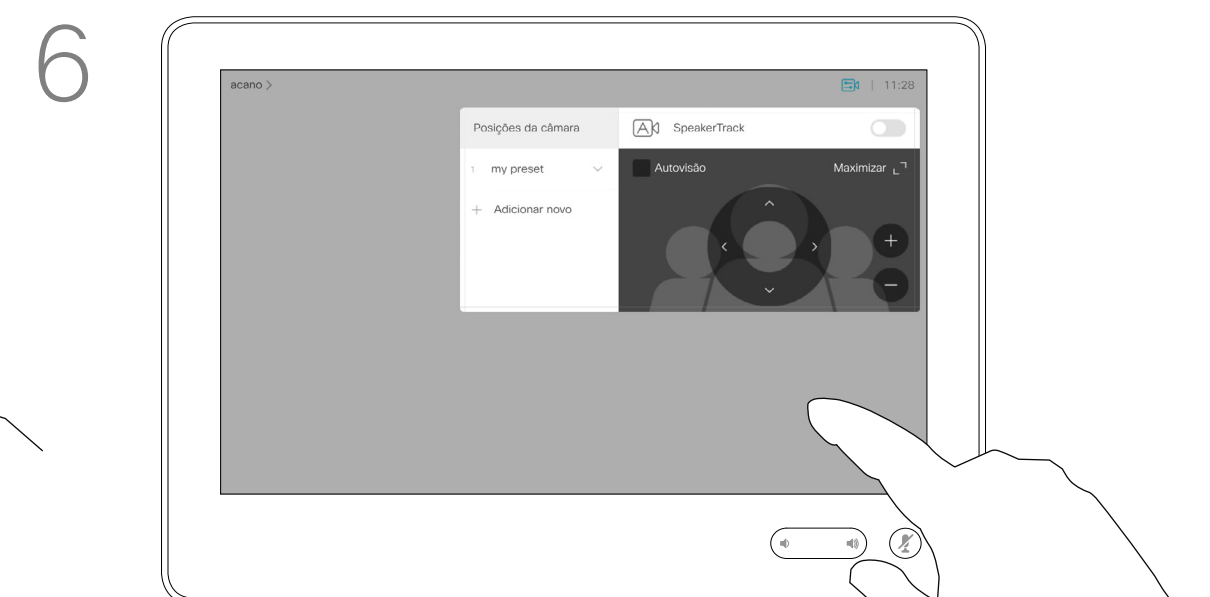 6
acano >
11:28
Posições da câmara
A
SpeakerTrack
1 my preset
Autovisão
Maximizar
+ Adicionar novo